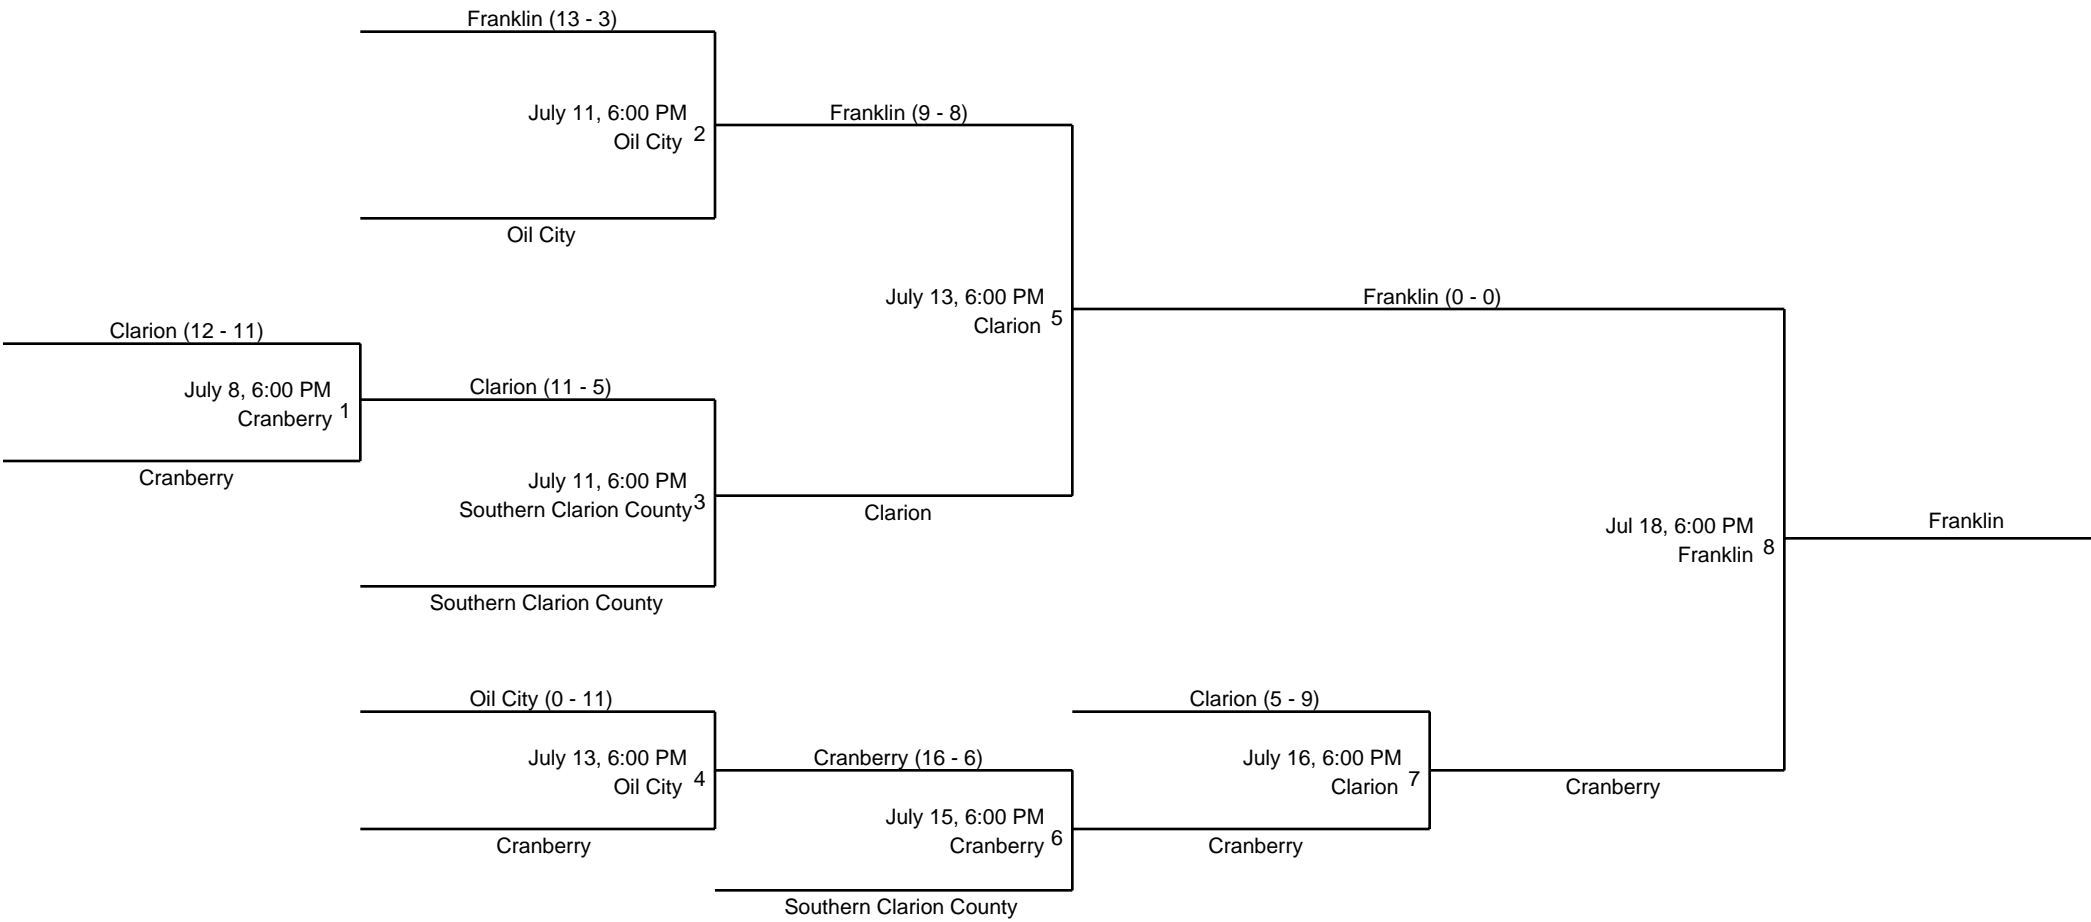 Franklin (13 - 3)
July 11, 6:00 PM
Oil City 2
Oil City
Franklin (9 - 8)
July 13, 6:00 PM
Clarion 5
Clarion (12 - 11)
July 8, 6:00 PM
Cranberry 1
Cranberry
Clarion (11 - 5)
July 11, 6:00 PM
Southern Clarion County 3
Southern Clarion County
Clarion
Franklin (0 - 0)
Jul 18, 6:00 PM
Franklin 8
Franklin
Oil City (0 - 11)
July 13, 6:00 PM
Oil City 4
Cranberry
Cranberry (16 - 6)
July 15, 6:00 PM
Cranberry 6
Southern Clarion County
Clarion (5 - 9)
July 16, 6:00 PM
Clarion 7
Cranberry
Cranberry